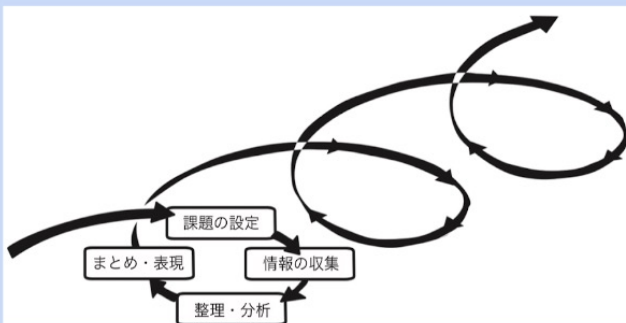 課題の設定
情報の収集
整理・分析
まとめ・表現